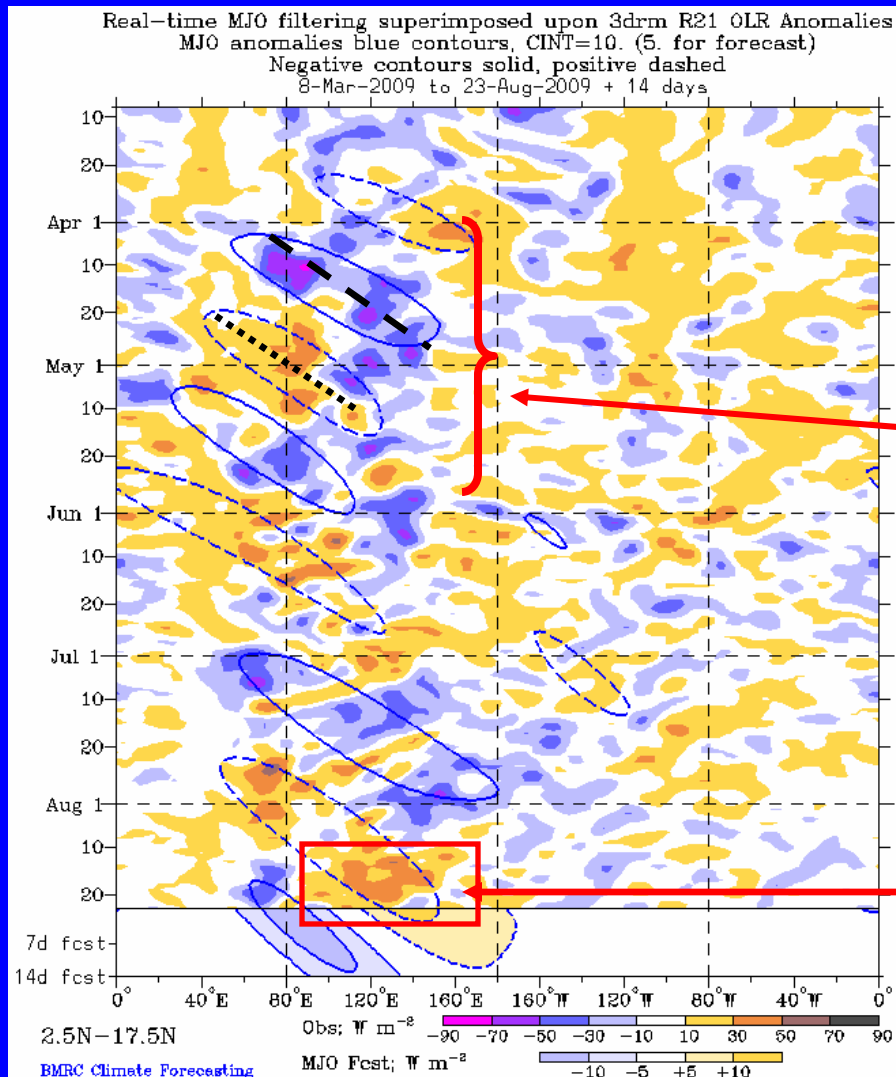 Real-time MJO filtering superimposed upon 3drm R21 OLR Anomalies
MJO anomalies blue contours, CINT=10. (5. for forecast)
Negative contours solid, positive dashed
8-Mar-2009 to 23-Aug-2009 + 14 days
10
20
Apr 1
10
20
May 1
10
20
Jun 1
10
20
Jul 1
10
20
Aug 1
10
20
7d fcst
14d fcst
0° 40°E 80°E 120°E 160°E 160°W 120°W 80°W 40°W 0°
2.5N-17.5N
Obs; W m⁻²
-90 -70 -50 -30 -10 10 30 50 70 90
BMRC Climate Forecasting
MJO Fcst; W m⁻²
-10 -5 +5 +10